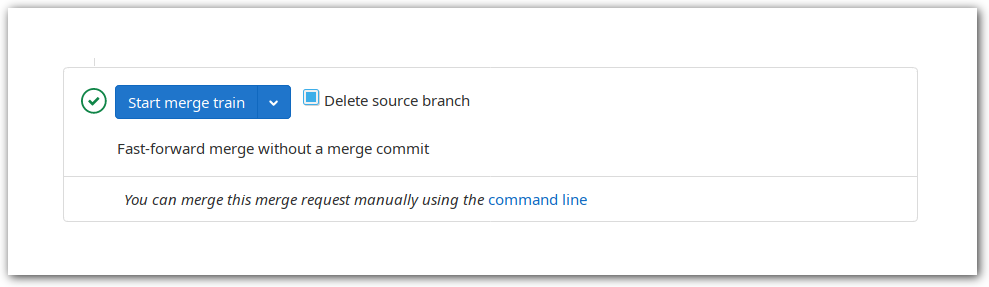 Start merge train Delete source branch
Fast-forward merge without a merge commit
You can merge this merge request manually using the command line